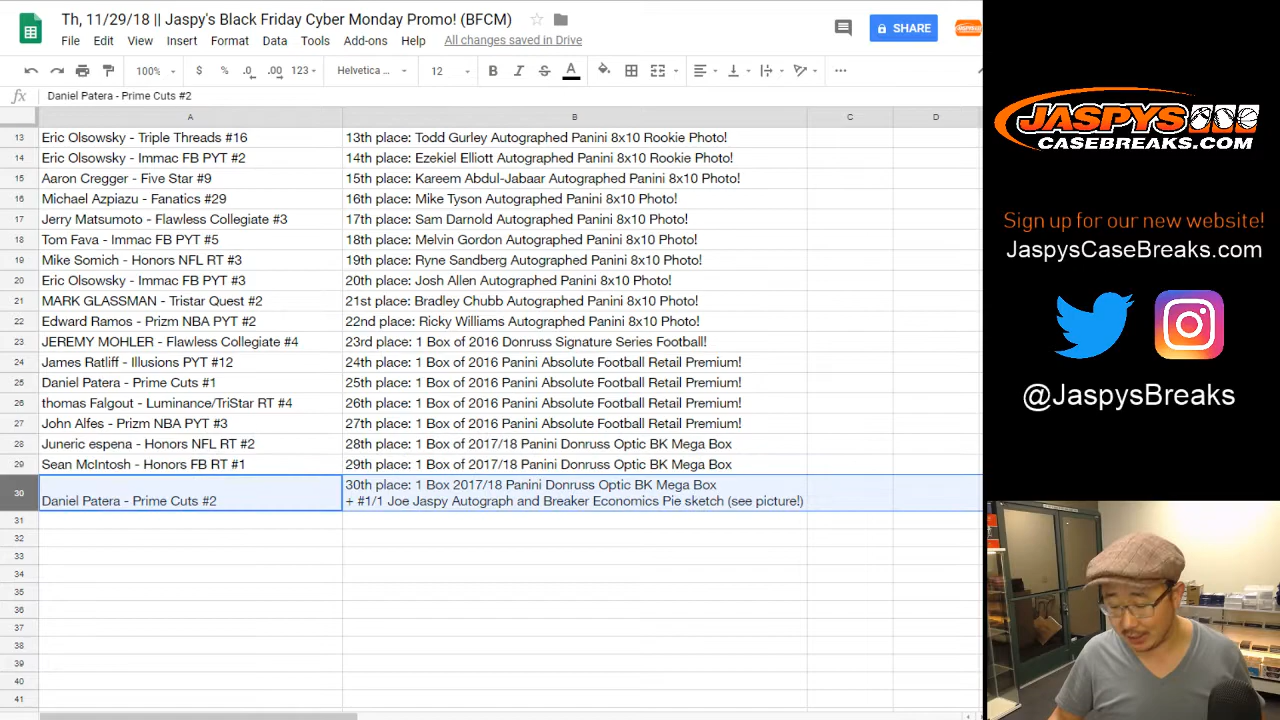 Th, 11/29/18 || Jaspy's Black Friday Cyber Monday Promo! (BFCM)
File Edit View Insert Format Tools Add-ons Help All changes saved in Drive
SHARE
100% $ % .0 .00 123 Helvetica ... 12 B I S A
fx Daniel Patera - Prime Cuts #2
A B C D
13 Eric Olsowsky - Triple Threads #16 13th place: Todd Gurley Autographed Panini 8x10 Rookie Photo!
14 Eric Olsowsky - Immac FB PYT #2 14th place: Ezekiel Elliott Autographed Panini 8x10 Rookie Photo!
15 Aaron Cregger - Five Star #9 15th place: Kareem Abdul-Jabaar Autographed Panini 8x10 Photo!
16 Michael Azpiazu - Fanatics #29 16th place: Mike Tyson Autographed Panini 8x10 Photo!
17 Jerry Matsumoto - Flawless Collegiate #3 17th place: Sam Darnold Autographed Panini 8x10 Photo!
18 Tom Fava - Immac FB PYT #5 18th place: Melvin Gordon Autographed Panini 8x10 Photo!
19 Mike Somich - Honors NFL RT #3 19th place: Ryne Sandberg Autographed Panini 8x10 Photo!
20 Eric Olsowsky - Immac FB PYT #3 20th place: Josh Allen Autographed Panini 8x10 Photo!
21 MARK GLASSMAN - Tristar Quest #2 21st place: Bradley Chubb Autographed Panini 8x10 Photo!
22 Edward Ramos - Prizm NBA PYT #2 22nd place: Ricky Williams Autographed Panini 8x10 Photo!
23 JEREMY MOHLER - Flawless Collegiate #4 23rd place: 1 Box of 2016 Donruss Signature Series Football!
24 James Ratliff - Illusions PYT #12 24th place: 1 Box of 2016 Panini Absolute Football Retail Premium!
25 Daniel Patera - Prime Cuts #1 25th place: 1 Box of 2016 Panini Absolute Football Retail Premium!
26 thomas Falgout - Luminance/TriStar RT #4 26th place: 1 Box of 2016 Panini Absolute Football Retail Premium!
27 John Alfes - Prizm NBA PYT #3 27th place: 1 Box of 2016 Panini Absolute Football Retail Premium!
28 Juneric espena - Honors NFL RT #2 28th place: 1 Box of 2017/18 Panini Donruss Optic BK Mega Box
29 Sean McIntosh - Honors FB RT #1 29th place: 1 Box of 2017/18 Panini Donruss Optic BK Mega Box
30th place: 1 Box 2017/18 Panini Donruss Optic BK Mega Box
30 Daniel Patera - Prime Cuts #2 + #1/1 Joe Jaspy Autograph and Breaker Economics Pie sketch (see picture!)
31
32
33
34
35
36
37
38
39
40
41
JASPYS
CASEBREAKS.COM
Sign up for our new website!
JaspysCaseBreaks.com
@JaspysBreaks